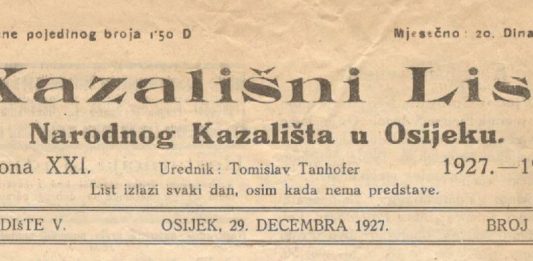 ne pojedinog broja 1·50 D
Mjesečno: 20. Dina
Kazališni Lis
Narodnog Kazališta u Osijeku.
ona XXI.
Urednik: Tomislav Tanhofer
1927.—1
List izlazi svaki dan, osim kada nema predstave.
DIšTE V.
OSIJEK, 29. DECEMBRA 1927.
BROJ